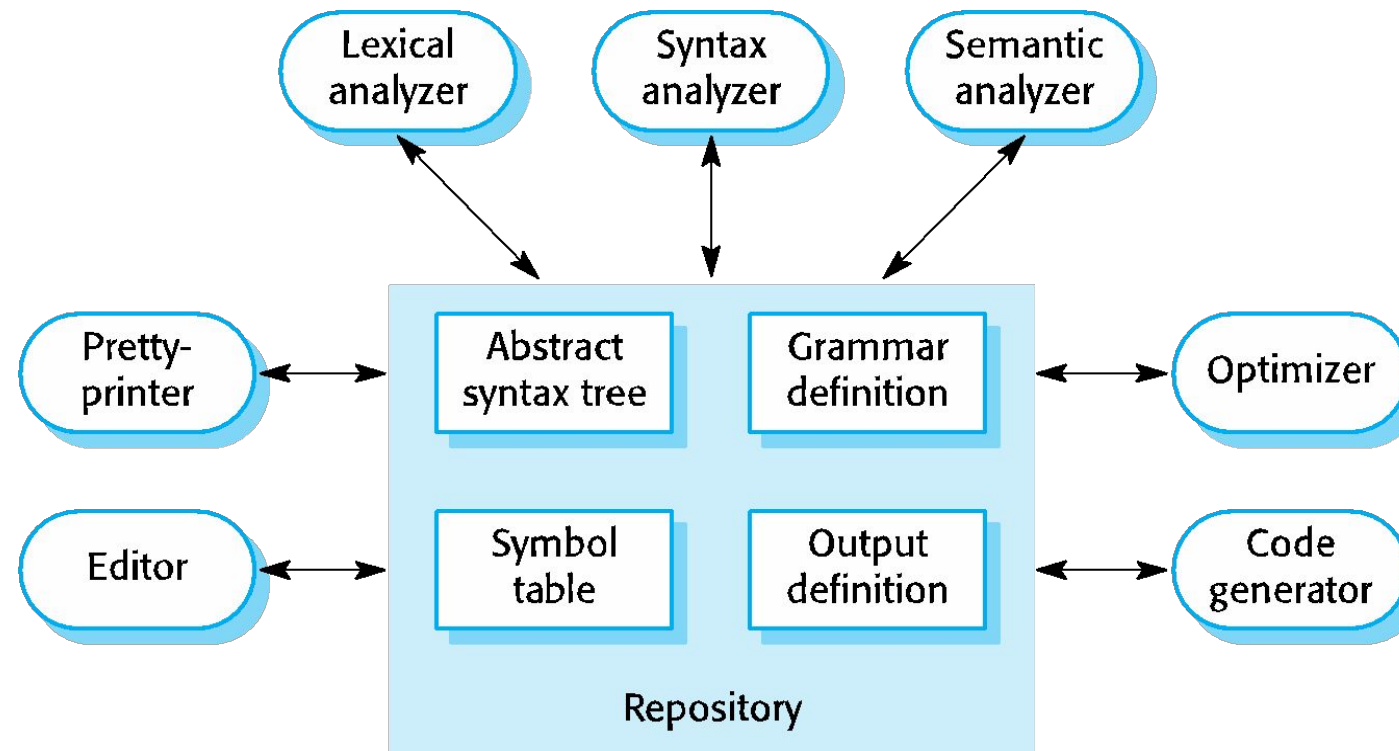 Lexical
analyzer
Syntax
analyzer
Semantic
analyzer
Pretty-
printer
Abstract
syntax tree
Grammar
definition
Optimizer
Editor
Symbol
table
Output
definition
Code
generator
Repository